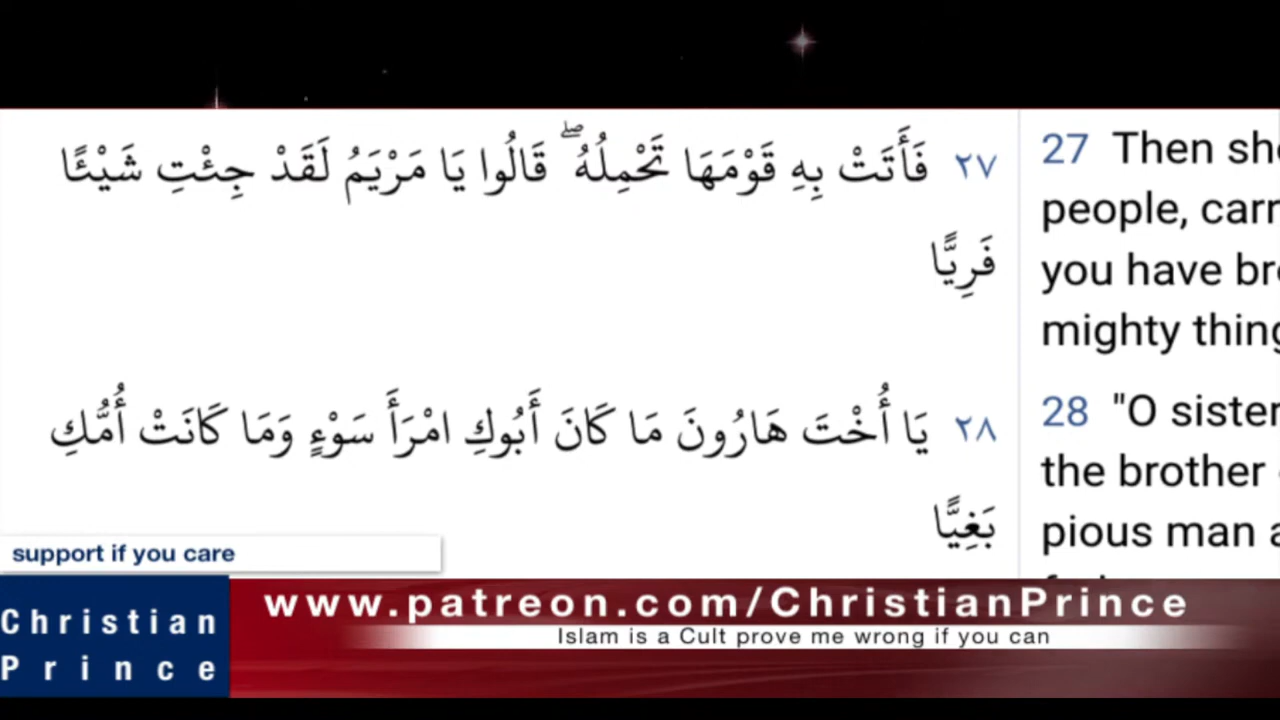 ٢٧ فَأَتَتْ بِهِ قَوْمَهَا تَحْمِلُهُ ۖ قَالُوا يَا مَرْيَمُ لَقَدْ جِئْتِ شَيْئًا
فَرِيًّا
27 Then she
people, carr
you have bro
mighty thing
٢٨ يَا أُخْتَ هَارُونَ مَا كَانَ أَبُوكِ امْرَأَ سَوْءٍ وَمَا كَانَتْ أُمُّكِ
بَغِيًّا
28 "O sister
the brother
pious man a
support if you care
Christian
Prince
www.patreon.com/ChristianPrince
Islam is a Cult prove me wrong if you can